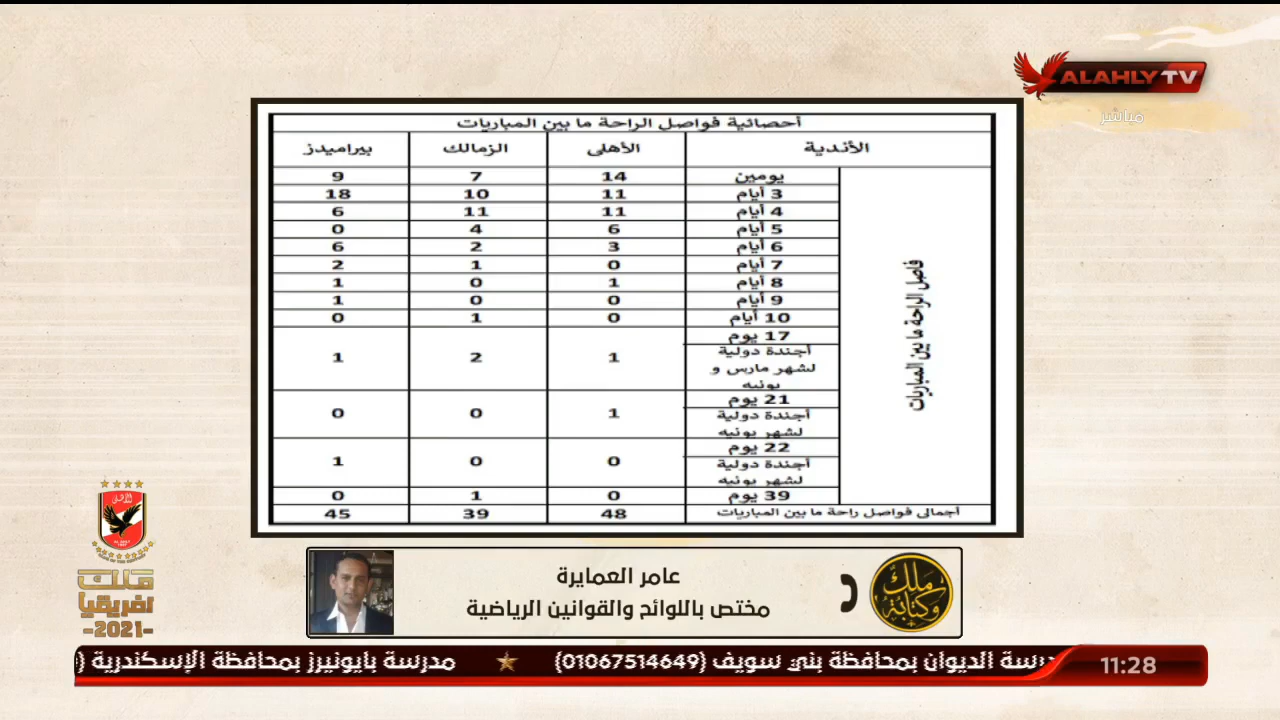 ALAHLY TV
مباشر
أحصائية فواصل الراحة ما بين المباريات
الأندية الأهلى الزمالك بيراميدز
فاصل الراحة ما بين المباريات
يومين 14 7 9
3 أيام 11 10 18
4 أيام 11 11 6
5 أيام 6 4 0
6 أيام 3 2 6
7 أيام 0 1 2
8 أيام 1 0 1
9 أيام 0 0 1
10 أيام 0 1 0
17 يوم
أجندة دولية 1 2 1
لشهر مارس و
يونيه
21 يوم
أجندة دولية 1 0 0
لشهر يونيه
22 يوم
أجندة دولية 0 0 1
لشهر يونيه
39 يوم 0 1 0
أجمالى فواصل راحة ما بين المباريات 48 39 45
ملك
افريقيا
-2021-
ملك
وكتابة
عامر العمايرة
مختص باللوائح والقوانين الرياضية
11:28
درسة الديوان بمحافظة بني سويف (01067514649) ★ مدرسة بايونيرز بمحافظة الإسكندرية (